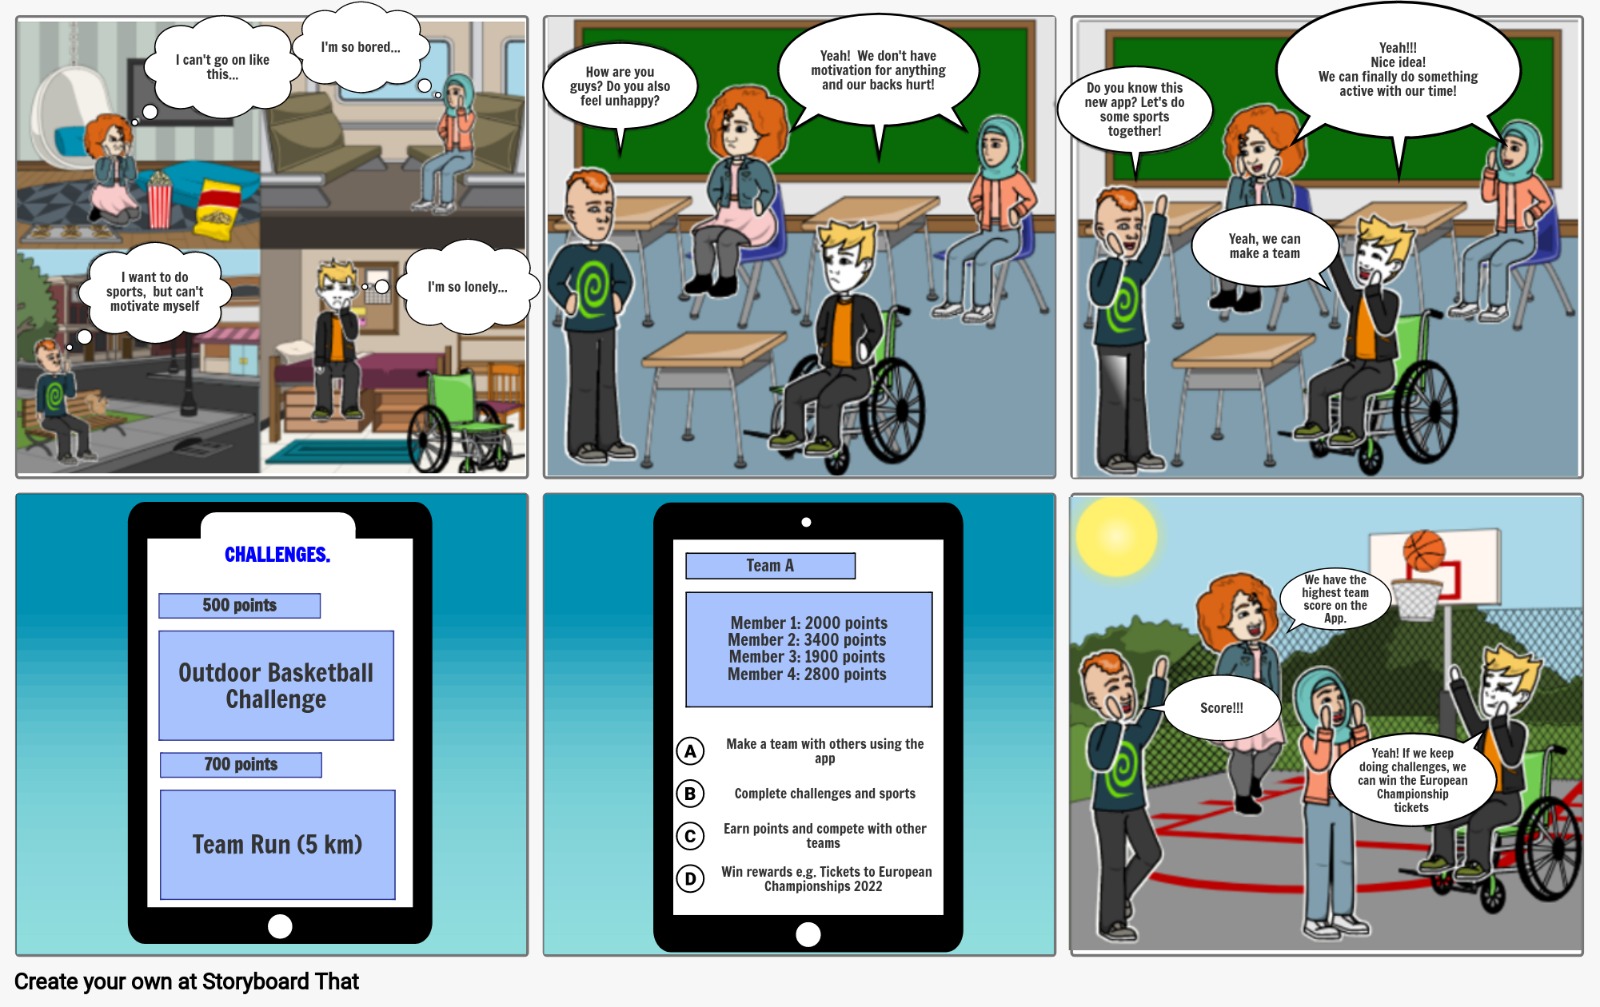 I can't go on like
this...
I'm so bored...
I want to do
sports,  but can't
motivate myself
I'm so lonely...
How are you
guys? Do you also
feel unhappy?
Yeah!  We don't have
motivation for anything
and our backs hurt!
Do you know this
new app? Let's do
some sports
together!
Yeah!!!
Nice idea!
We can finally do something
active with our time!
Yeah, we can
make a team
CHALLENGES.
500 points
Outdoor Basketball
Challenge
700 points
Team Run (5 km)
Team A
Member 1: 2000 points
Member 2: 3400 points
Member 3: 1900 points
Member 4: 2800 points
A
Make a team with others using the
app
B
Complete challenges and sports
C
Earn points and compete with other
teams
D
Win rewards e.g. Tickets to European
Championships 2022
We have the
highest team
score on the
App.
Score!!!
Yeah! If we keep
doing challenges, we
can win the European
Championship
tickets
Create your own at Storyboard That